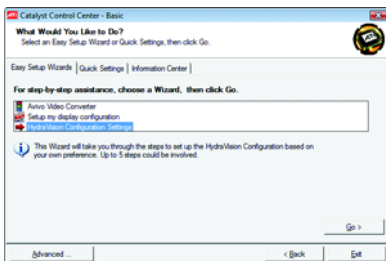 Catalyst Control Center - Basic
What Would You Like to Do?
Select an Easy Setup Wizard or Quick Settings, then click Go.
Easy Setup Wizards Quick Settings Information Center
For step-by-step assistance, choose a Wizard, then click Go.
Avivo Video Converter
Setup my display configuration
HydraVision Configuration Settings
This Wizard will take you through the steps to set up the HydraVision Configuration based on
your own preference. Up to 5 steps could be involved.
Go >
Advanced ... < Back Exit